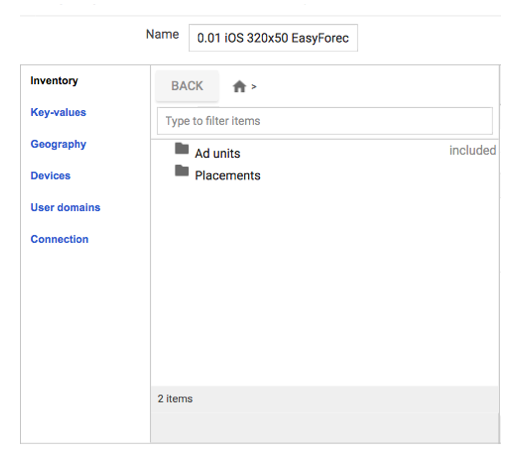 Name 0.01 iOS 320x50 EasyForec
Inventory
Key-values
Geography
Devices
User domains
Connection
BACK >
Type to filter items
Ad units included
Placements
2 items